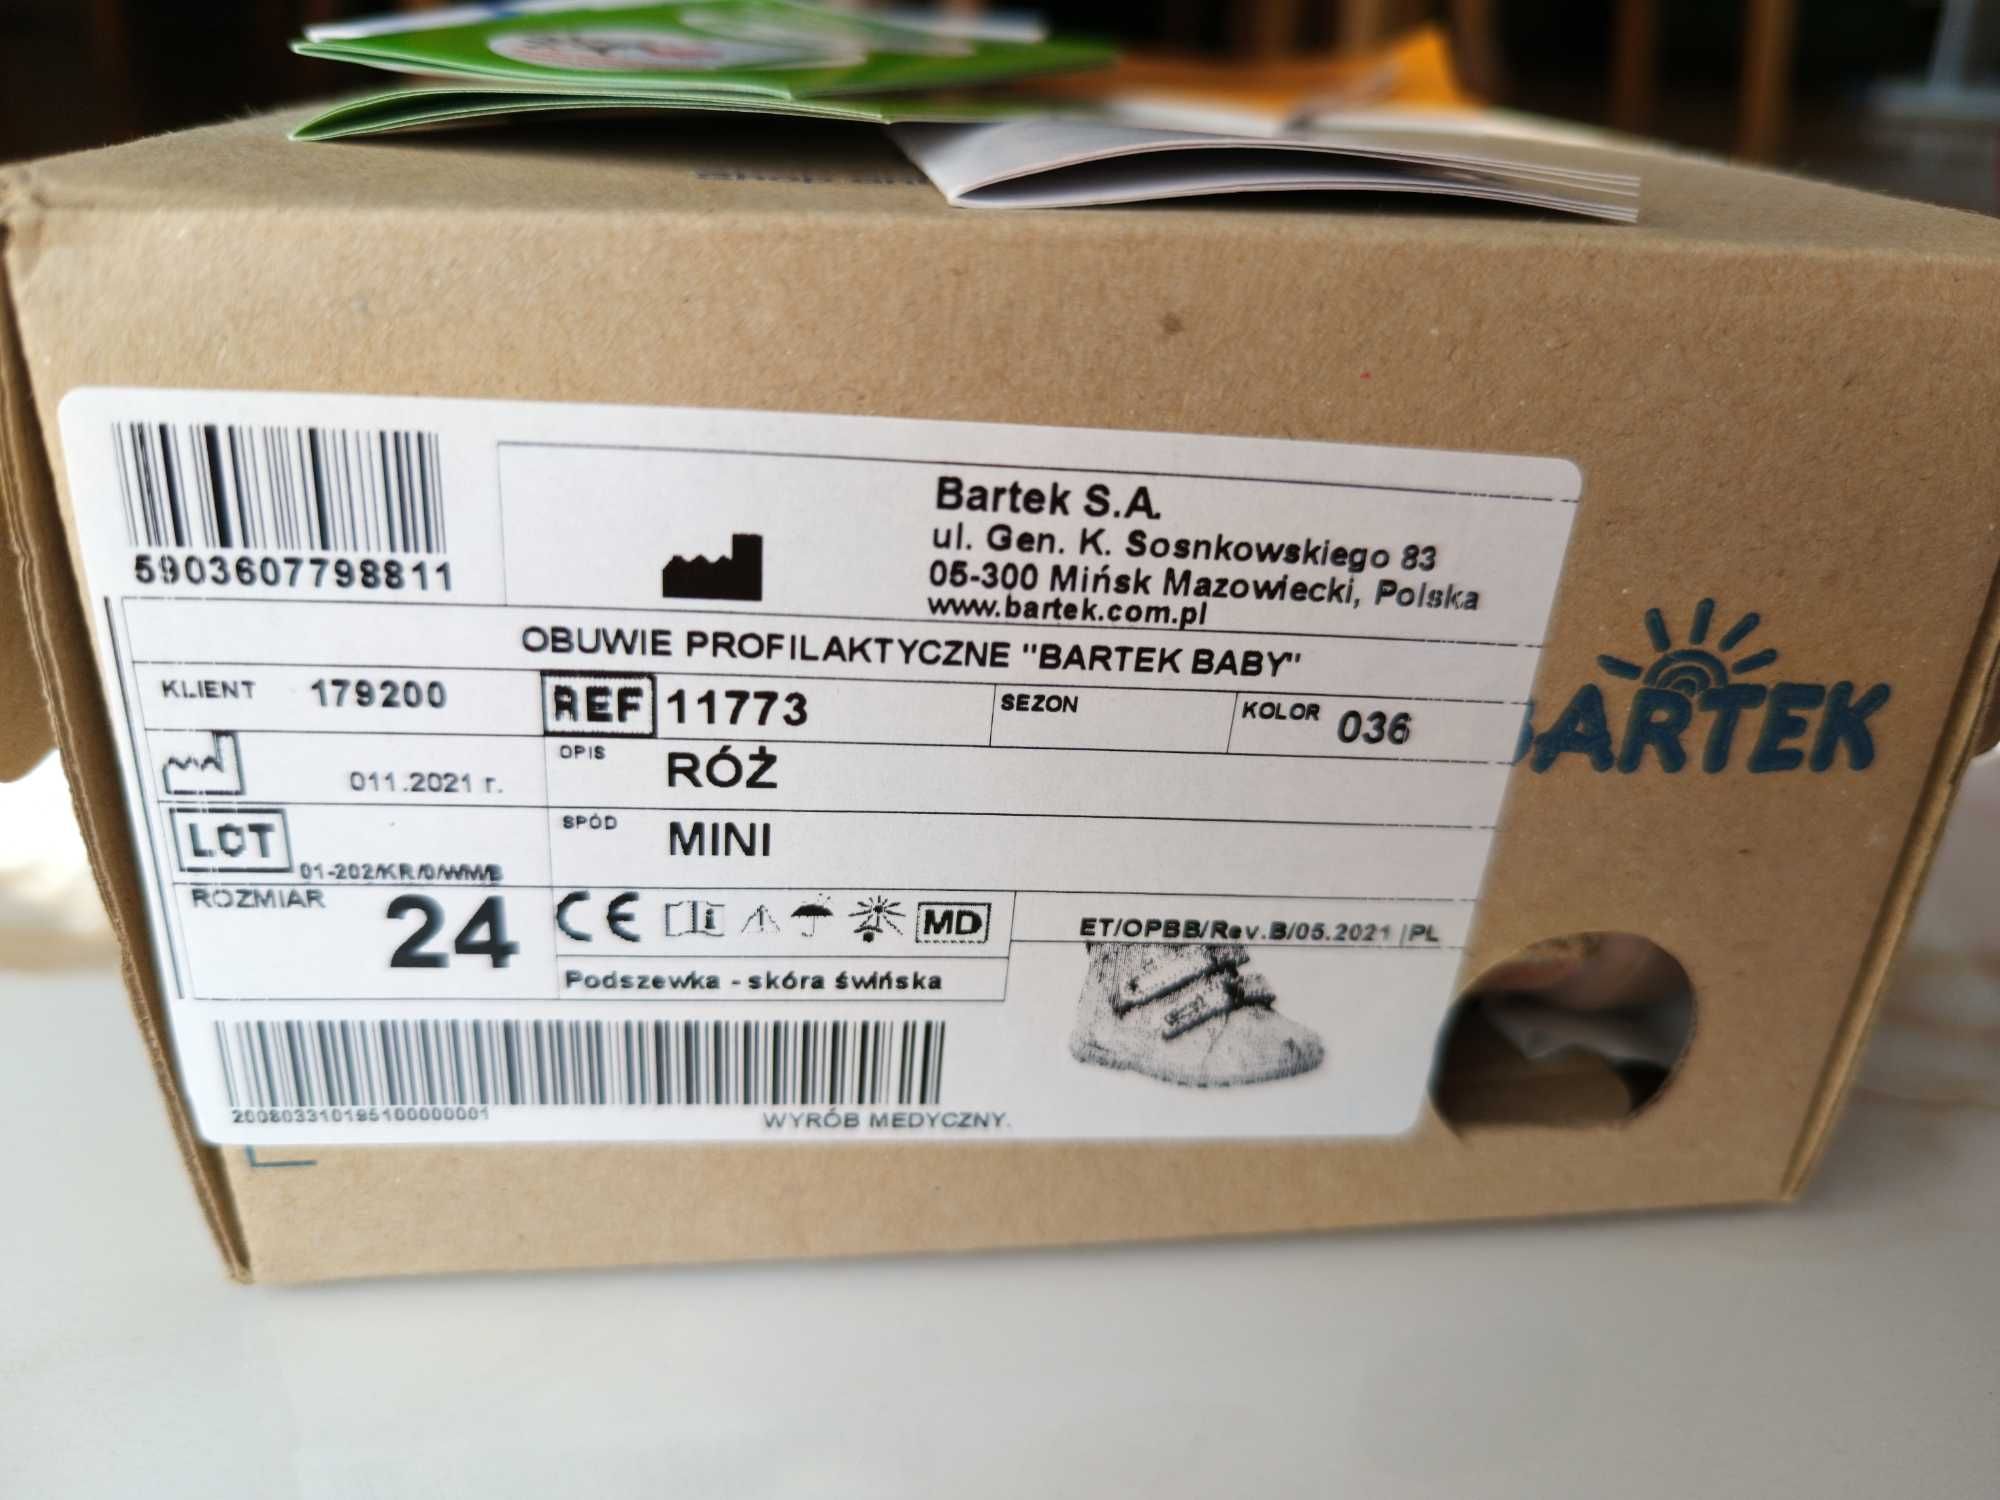 5903607798811
Bartek S.A.
ul. Gen. K. Sosnkowskiego 83
05-300 Mińsk Mazowiecki, Polska
www.bartek.com.pl
OBUWIE PROFILAKTYCZNE "BARTEK BABY"
KLIENT 179200 REF 11773 SEZON KOLOR 036
011.2021 r. OPIS RÓŻ
LOT SPÓD MINI
ROZMIAR 24 CE MD ET/OPBB/Rev.B/05.2021 /PL
Podszewka - skóra świńska
2008033101951000000001
WYRÓB MEDYCZNY.
BARTEK